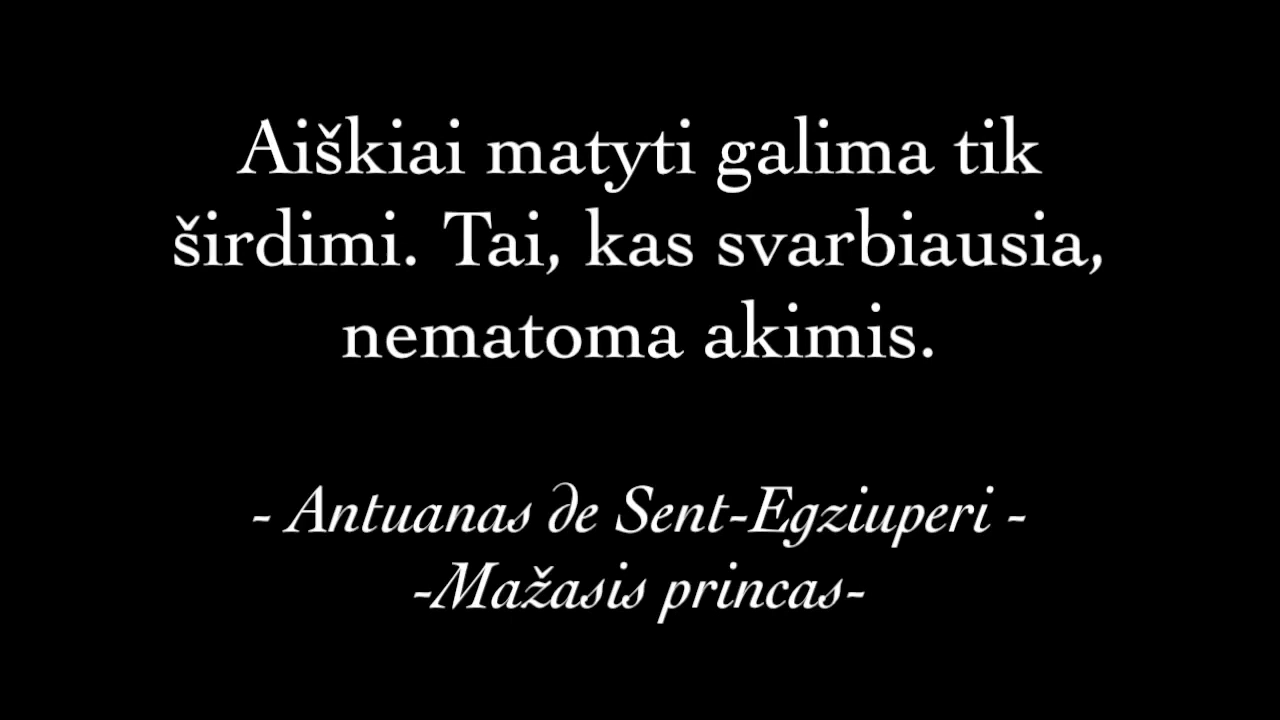 Aiškiai matyti galima tik
širdimi. Tai, kas svarbiausia,
nematoma akimis.
- Antuanas de Sent-Egziuperi -
-Mažasis princas-